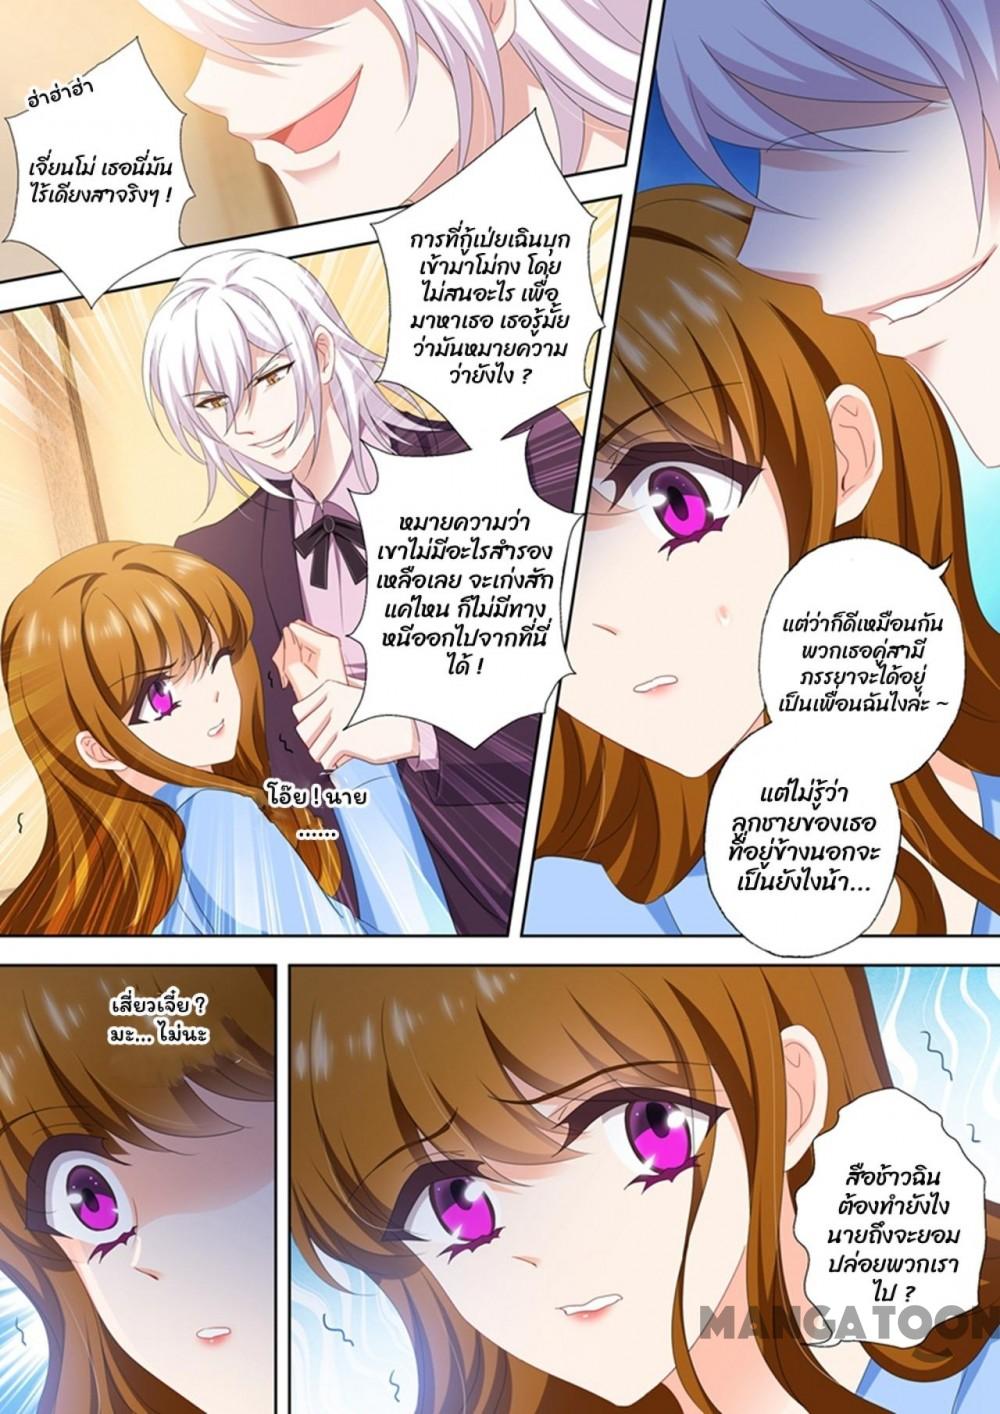 ฮ่าฮ่าฮ่า
เจี่ยนโม่ เธอนี่มัน
ไร้เดียงสาจริงๆ !
การที่กู้เป่ยเฉินบุก
เข้ามาโม่กง โดย
ไม่สนอะไร เพื่อ
มาหาเธอ เธอรู้มั้ย
ว่ามันหมายความ
ว่ายังไง ?
หมายความว่า
เขาไม่มีอะไรสำรอง
เหลือเลย จะเก่งสัก
แค่ไหน ก็ไม่มีทาง
หนีออกไปจากที่นี่
ได้ !
โอ๊ย ! นาย
......
แต่ว่าก็ดีเหมือนกัน
พวกเธอคู่สามี
ภรรยาจะได้อยู่
เป็นเพื่อนฉันไงล่ะ ~
แต่ไม่รู้ว่า
ลูกชายของเธอ
ที่อยู่ข้างนอกจะ
เป็นยังไงน้า...
เสี่ยวเจี๋ย ?
มะ... ไม่นะ
สือช้าวฉิน
ต้องทำยังไง
นายถึงจะยอม
ปล่อยพวกเรา
ไป ?
MANGATOON